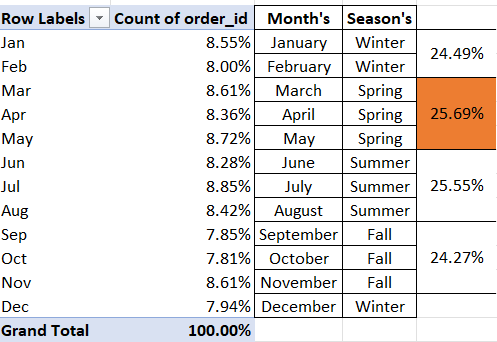 Row Labels Count of order_id Month's Season's
Jan 8.55% January Winter
24.49%
Feb 8.00% February Winter
Mar 8.61% March Spring
Apr 8.36% April Spring 25.69%
May 8.72% May Spring
Jun 8.28% June Summer
Jul 8.85% July Summer 25.55%
Aug 8.42% August Summer
Sep 7.85% September Fall
Oct 7.81% October Fall 24.27%
Nov 8.61% November Fall
Dec 7.94% December Winter
Grand Total 100.00%